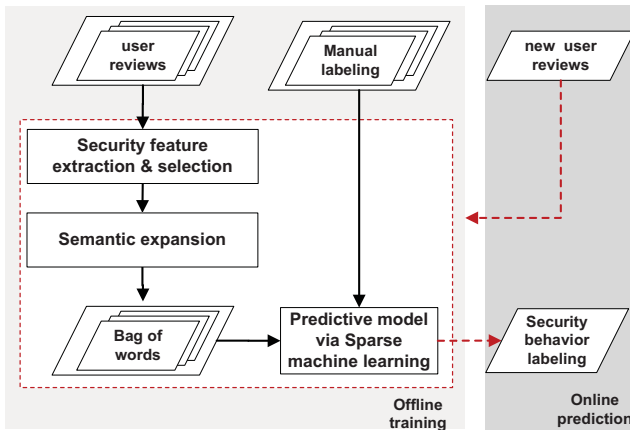 user
reviews
Manual
labeling
new user
reviews
Security feature
extraction & selection
Semantic expansion
Bag of
words
Predictive model
via Sparse
machine learning
Security
behavior
labeling
Offline
training
Online
prediction